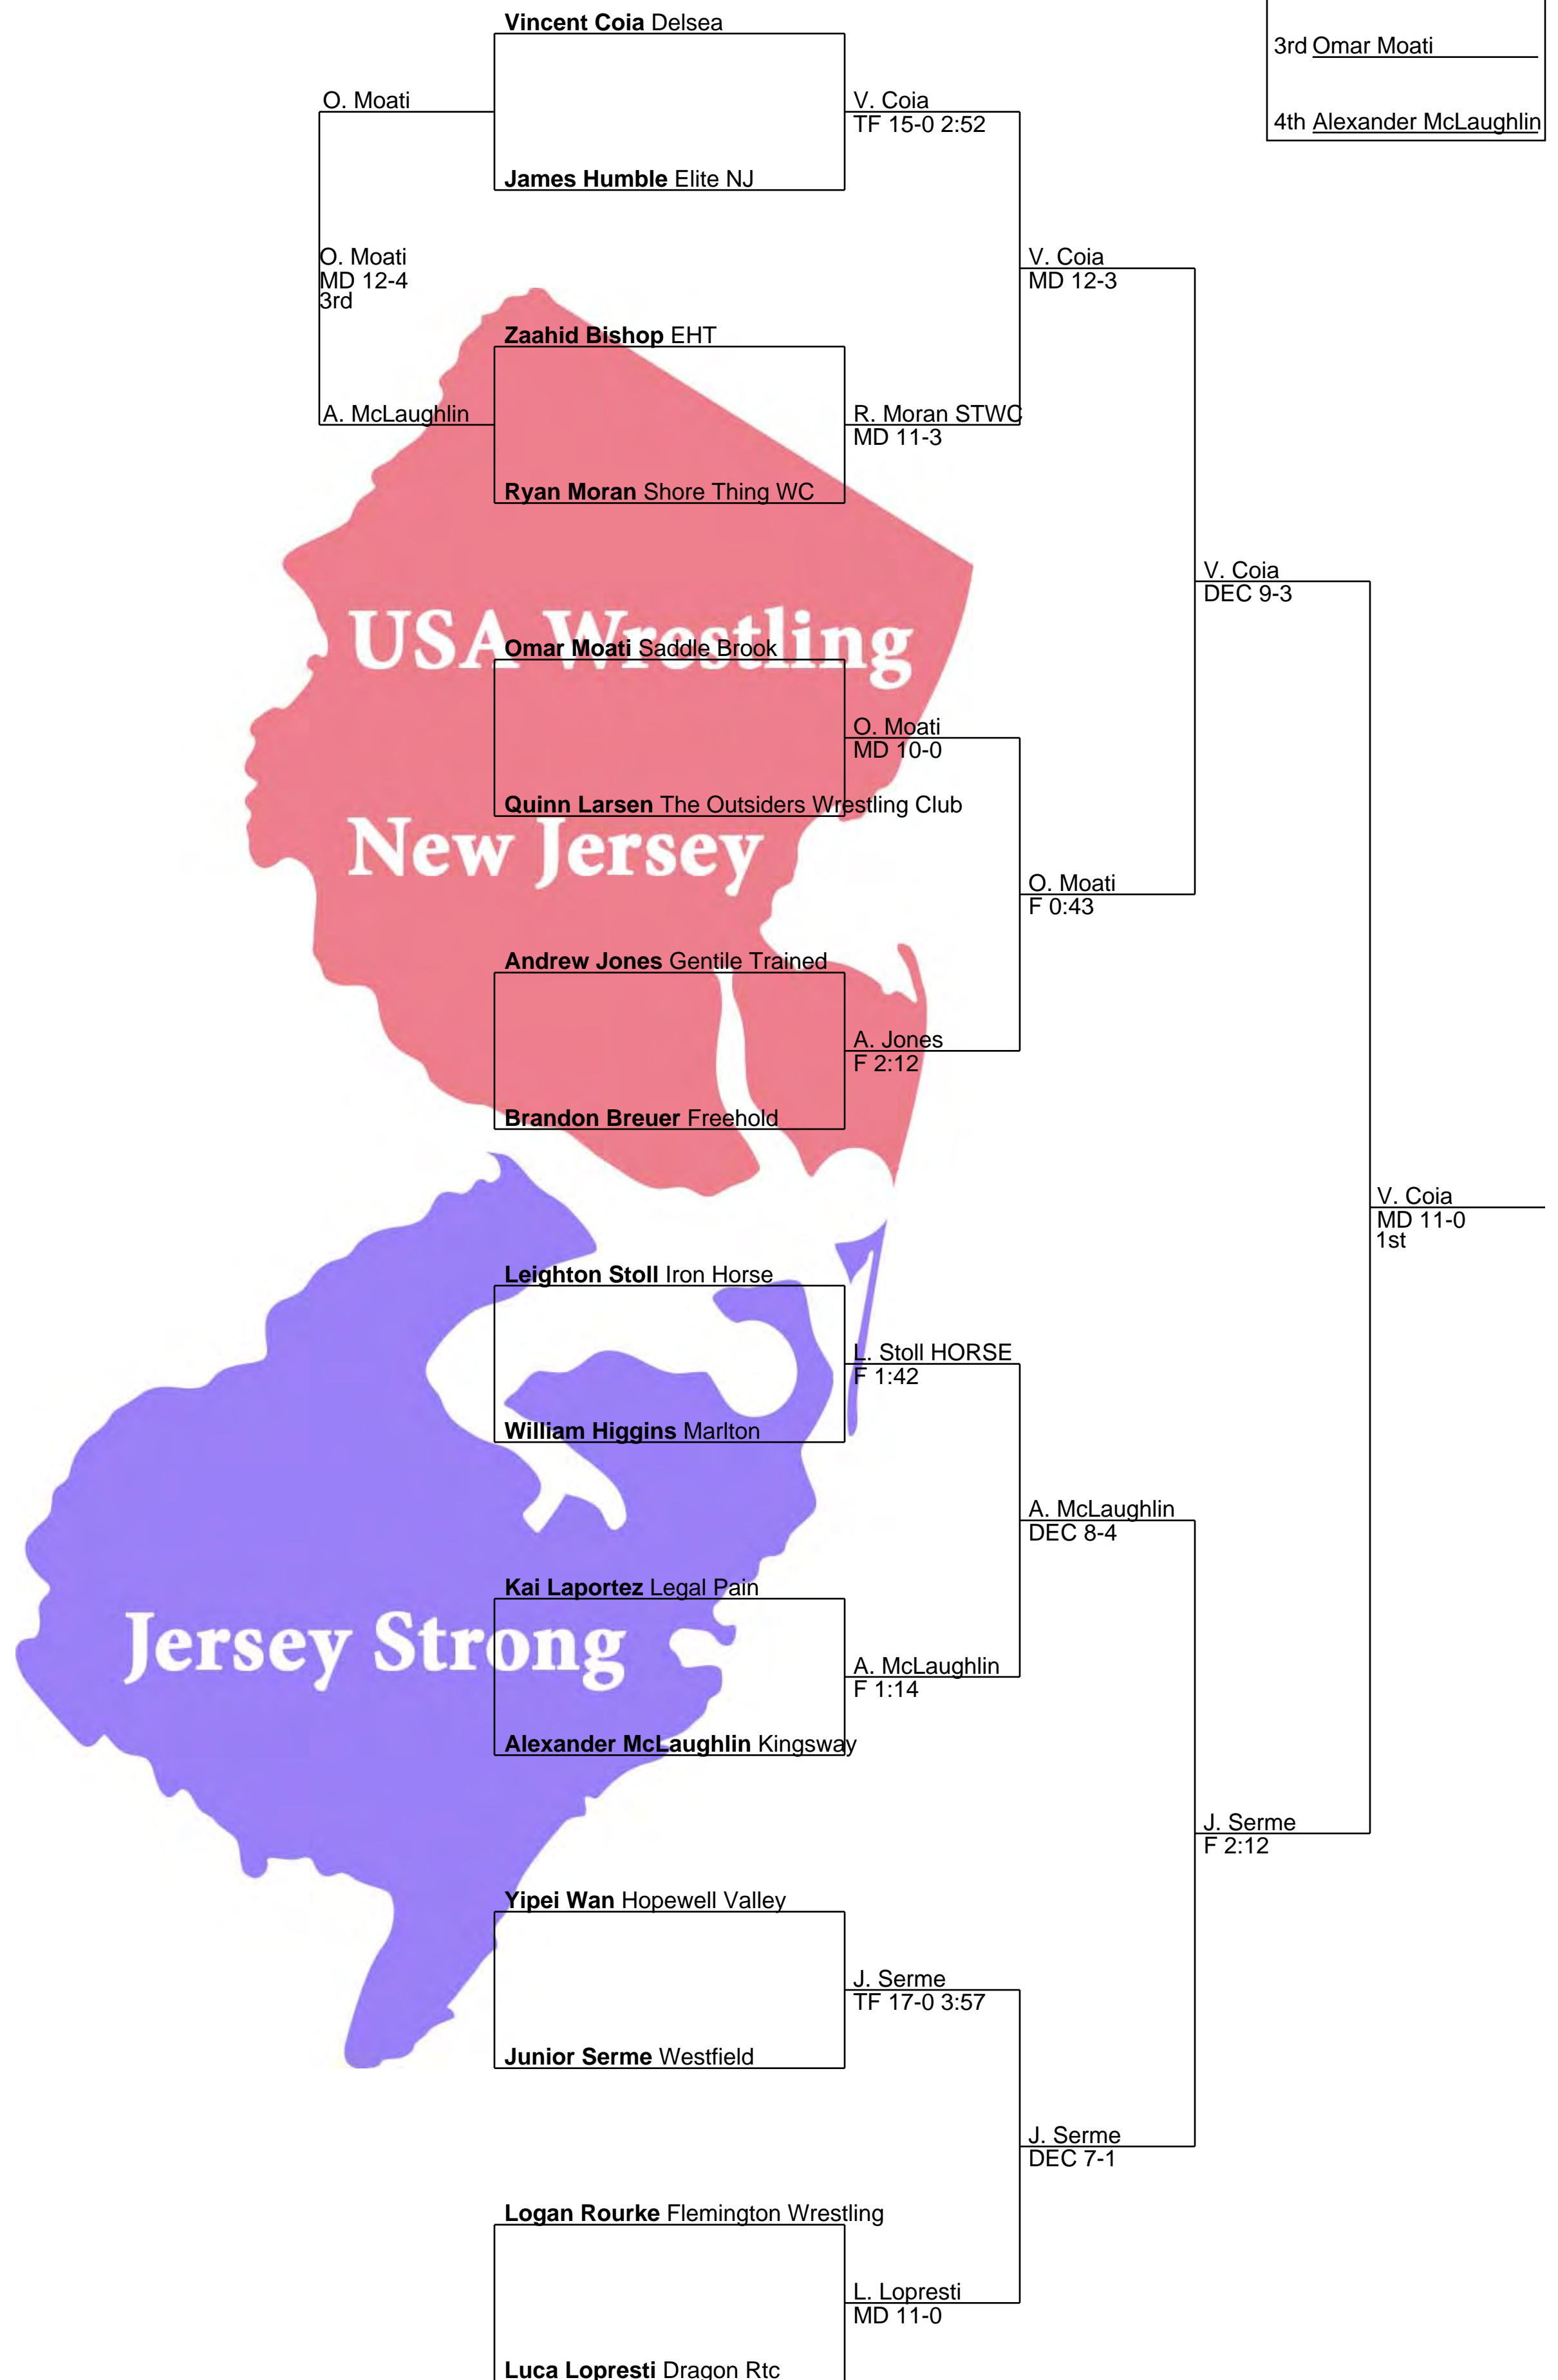 Vincent Coia Delsea
3rd Omar Moati
O. Moati
V. Coia
TF 15-0 2:52
4th Alexander McLaughlin
James Humble Elite NJ
O. Moati
MD 12-4
3rd
V. Coia
MD 12-3
Zaahid Bishop EHT
A. McLaughlin
R. Moran STWC
MD 11-3
Ryan Moran Shore Thing WC
V. Coia
DEC 9-3
USA Wrestling
Omar Moati Saddle Brook
O. Moati
MD 10-0
Quinn Larsen The Outsiders Wrestling Club
New Jersey
O. Moati
F 0:43
Andrew Jones Gentile Trained
A. Jones
F 2:12
Brandon Breuer Freehold
V. Coia
MD 11-0
1st
Leighton Stoll Iron Horse
L. Stoll HORSE
F 1:42
William Higgins Marlton
A. McLaughlin
DEC 8-4
Kai Laportez Legal Pain
Jersey Strong
A. McLaughlin
F 1:14
Alexander McLaughlin Kingsway
J. Serme
F 2:12
Yipei Wan Hopewell Valley
J. Serme
TF 17-0 3:57
Junior Serme Westfield
J. Serme
DEC 7-1
Logan Rourke Flemington Wrestling
L. Lopresti
MD 11-0
Luca Lopresti Dragon Rtc